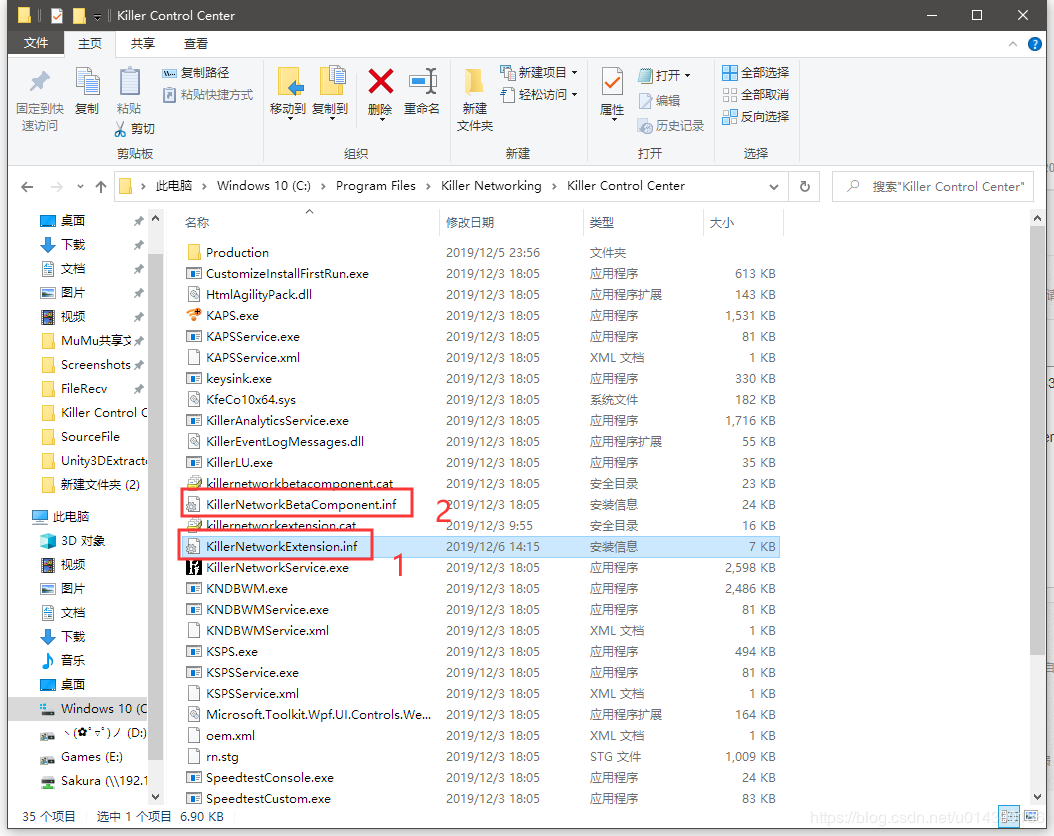 Killer Control Center
文件 主页 共享 查看
固定到快速访问 复制 粘贴 复制路径 粘贴快捷方式 剪切
移动到 复制到 删除 重命名
新建文件夹 新建项目 轻松访问
属性 打开 编辑 历史记录
全部选择 全部取消 反向选择
剪贴板 组织 新建 打开 选择
此电脑 Windows 10 (C:) Program Files Killer Networking Killer Control Center
搜索"Killer Control Center"
桌面
下载
文档
图片
视频
MuMu共享文
Screenshots
FileRecv
Killer Control C
SourceFile
Unity3DExtracto
新建文件夹 (2)
此电脑
3D 对象
视频
图片
文档
下载
音乐
桌面
Windows 10 (C
ヽ(✿ﾟ▽ﾟ)ノ (D:)
Games (E:)
Sakura (\\192.1
名称 修改日期 类型 大小
Production 2019/12/5 23:56 文件夹
CustomizeInstallFirstRun.exe 2019/12/3 18:05 应用程序 613 KB
HtmlAgilityPack.dll 2019/12/3 18:05 应用程序扩展 143 KB
KAPS.exe 2019/12/3 18:05 应用程序 1,531 KB
KAPSService.exe 2019/12/3 18:05 应用程序 81 KB
KAPSService.xml 2019/12/3 18:05 XML 文档 1 KB
keysink.exe 2019/12/3 18:05 应用程序 330 KB
KfeCo10x64.sys 2019/12/3 18:05 系统文件 182 KB
KillerAnalyticsService.exe 2019/12/3 18:05 应用程序 1,716 KB
KillerEventLogMessages.dll 2019/12/3 18:05 应用程序扩展 55 KB
KillerLU.exe 2019/12/3 18:05 应用程序 35 KB
killernetworkbetacomponent.cat 2019/12/3 18:05 安全目录 23 KB
KillerNetworkBetaComponent.inf 2 2019/12/3 18:05 安装信息 24 KB
killernetworkextension.cat 2019/12/3 9:55 安全目录 16 KB
KillerNetworkExtension.inf 1 2019/12/6 14:15 安装信息 7 KB
KillerNetworkService.exe 2019/12/3 18:05 应用程序 2,598 KB
KNDBWM.exe 2019/12/3 18:05 应用程序 2,486 KB
KNDBWMService.exe 2019/12/3 18:05 应用程序 81 KB
KNDBWMService.xml 2019/12/3 18:05 XML 文档 1 KB
KSPS.exe 2019/12/3 18:05 应用程序 494 KB
KSPSService.exe 2019/12/3 18:05 应用程序 81 KB
KSPSService.xml 2019/12/3 18:05 XML 文档 1 KB
Microsoft.Toolkit.Wpf.UI.Controls.We... 2019/12/3 18:05 应用程序扩展 164 KB
oem.xml 2019/12/3 18:05 XML 文档 1 KB
rn.stg 2019/12/3 18:05 STG 文件 1,009 KB
SpeedtestConsole.exe 2019/12/3 18:05 应用程序 24 KB
SpeedtestCustom.exe 2019/12/3 18:05 应用程序 83 KB
35 个项目 选中 1 个项目 6.90 KB